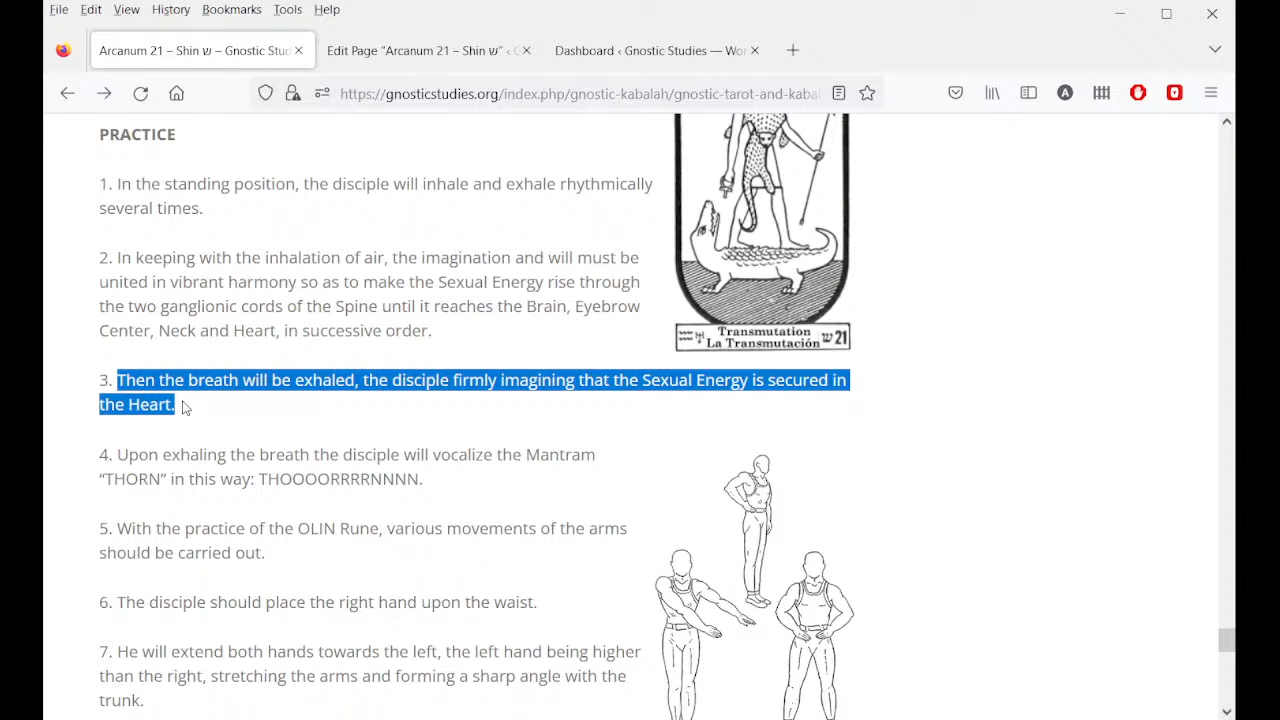 File Edit View History Bookmarks Tools Help
Arcanum 21 – Shin ש – Gnostic Stud
Edit Page “Arcanum 21 – Shin ש” ‹ G
Dashboard ‹ Gnostic Studies — Wor
https://gnosticstudies.org/index.php/gnostic-kabalah/gnostic-tarot-and-kabal
PRACTICE
1. In the standing position, the disciple will inhale and exhale rhythmically
several times.
2. In keeping with the inhalation of air, the imagination and will must be
united in vibrant harmony so as to make the Sexual Energy rise through
the two ganglionic cords of the Spine until it reaches the Brain, Eyebrow
Center, Neck and Heart, in successive order.
Transmutation
La Transmutación
ש 21
3. Then the breath will be exhaled, the disciple firmly imagining that the Sexual Energy is secured in
the Heart.
4. Upon exhaling the breath the disciple will vocalize the Mantram
“THORN” in this way: THOOOORRRRNNNN.
5. With the practice of the OLIN Rune, various movements of the arms
should be carried out.
6. The disciple should place the right hand upon the waist.
7. He will extend both hands towards the left, the left hand being higher
than the right, stretching the arms and forming a sharp angle with the
trunk.